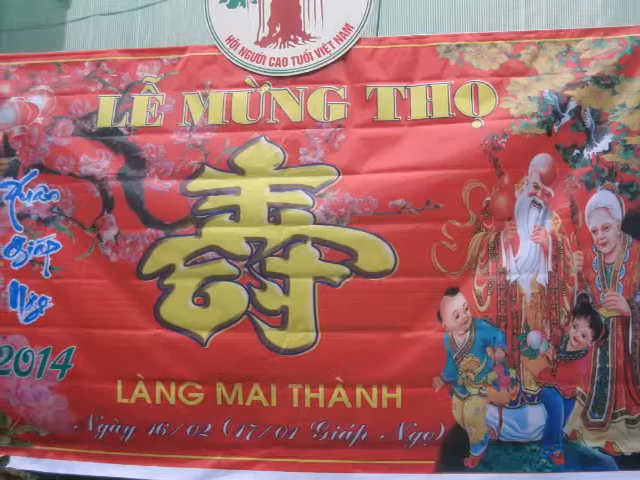 HỘI NGƯỜI CAO TUỔI VIỆT NAM
LỄ MỪNG THỌ
壽
Xuân
Giáp
Ngọ
2014
LÀNG MAI THÀNH
Ngày 16/02 (17/01 Giáp Ngọ)